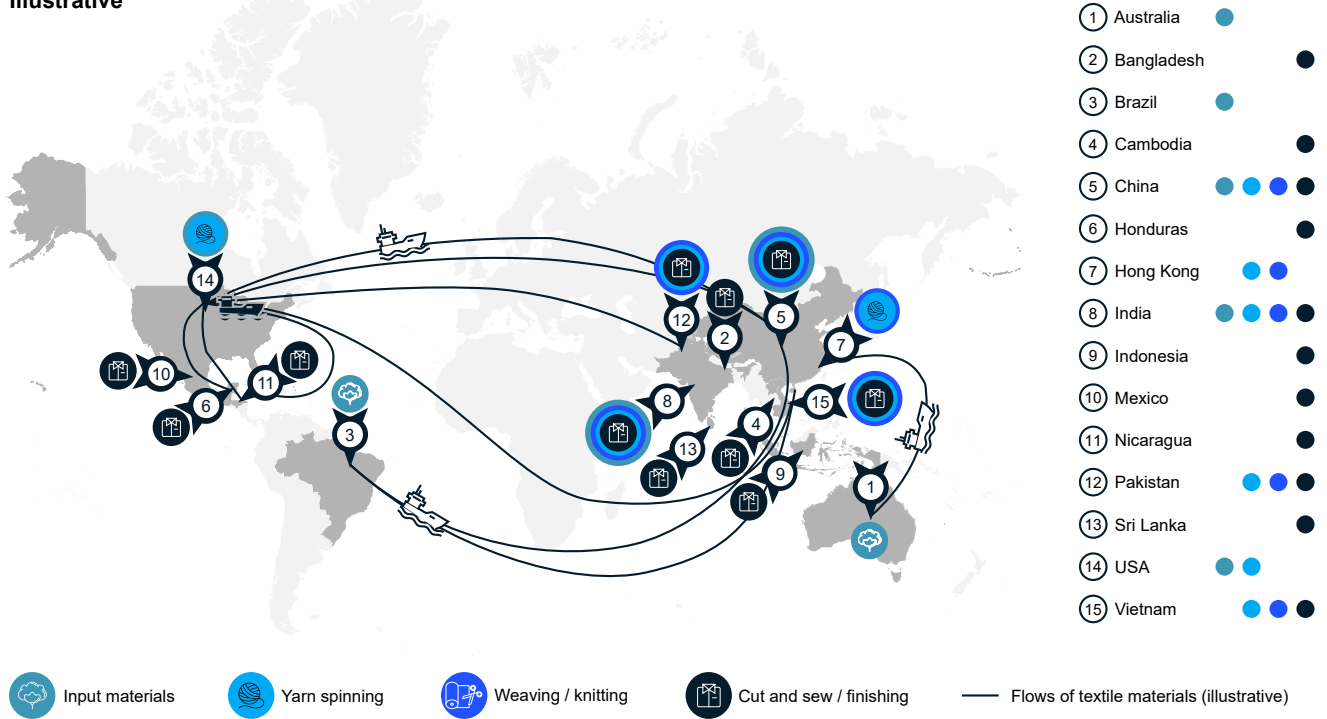 Illustrative
1 Australia
2 Bangladesh
3 Brazil
4 Cambodia
5 China
6 Honduras
7 Hong Kong
8 India
9 Indonesia
10 Mexico
11 Nicaragua
12 Pakistan
13 Sri Lanka
14 USA
15 Vietnam
14
12
2
5
7
10
11
6
3
8
15
4
13
9
1
Input materials
Yarn spinning
Weaving / knitting
Cut and sew / finishing
Flows of textile materials (illustrative)